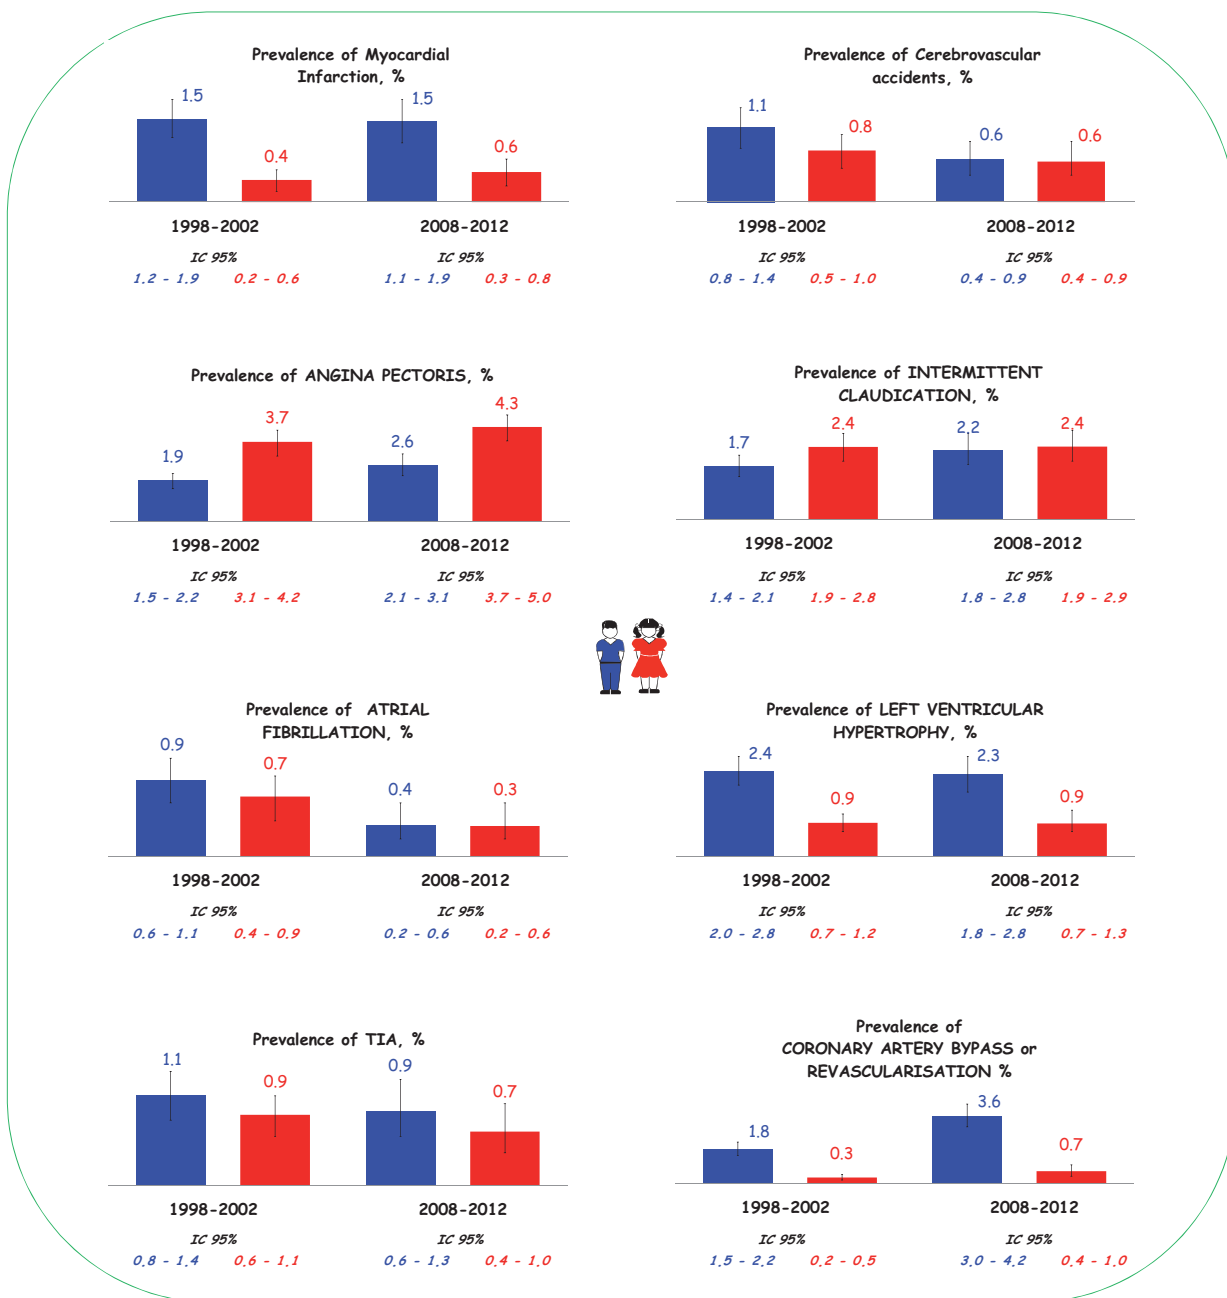 Prevalence of Myocardial
Infarction, %
1.5
0.4
1.5
0.6
1998-2002
2008-2012
IC 95%
IC 95%
1.2 - 1.9
0.2 - 0.6
1.1 - 1.9
0.3 - 0.8
Prevalence of Cerebrovascular
accidents, %
1.1
0.8
0.6
0.6
1998-2002
2008-2012
IC 95%
IC 95%
0.8 - 1.4
0.5 - 1.0
0.4 - 0.9
0.4 - 0.9
Prevalence of ANGINA PECTORIS, %
1.9
3.7
2.6
4.3
1998-2002
2008-2012
IC 95%
IC 95%
1.5 - 2.2
3.1 - 4.2
2.1 - 3.1
3.7 - 5.0
Prevalence of INTERMITTENT
CLAUDICATION, %
1.7
2.4
2.2
2.4
1998-2002
2008-2012
IC 95%
IC 95%
1.4 - 2.1
1.9 - 2.8
1.8 - 2.8
1.9 - 2.9
Prevalence of ATRIAL
FIBRILLATION, %
0.9
0.7
0.4
0.3
1998-2002
2008-2012
IC 95%
IC 95%
0.6 - 1.1
0.4 - 0.9
0.2 - 0.6
0.2 - 0.6
Prevalence of LEFT VENTRICULAR
HYPERTROPHY, %
2.4
0.9
2.3
0.9
1998-2002
2008-2012
IC 95%
IC 95%
2.0 - 2.8
0.7 - 1.2
1.8 - 2.8
0.7 - 1.3
Prevalence of TIA, %
1.1
0.9
0.9
0.7
1998-2002
2008-2012
IC 95%
IC 95%
0.8 - 1.4
0.6 - 1.1
0.6 - 1.3
0.4 - 1.0
Prevalence of
CORONARY ARTERY BYPASS or
REVASCULARISATION %
1.8
0.3
3.6
0.7
1998-2002
2008-2012
IC 95%
IC 95%
1.5 - 2.2
0.2 - 0.5
3.0 - 4.2
0.4 - 1.0